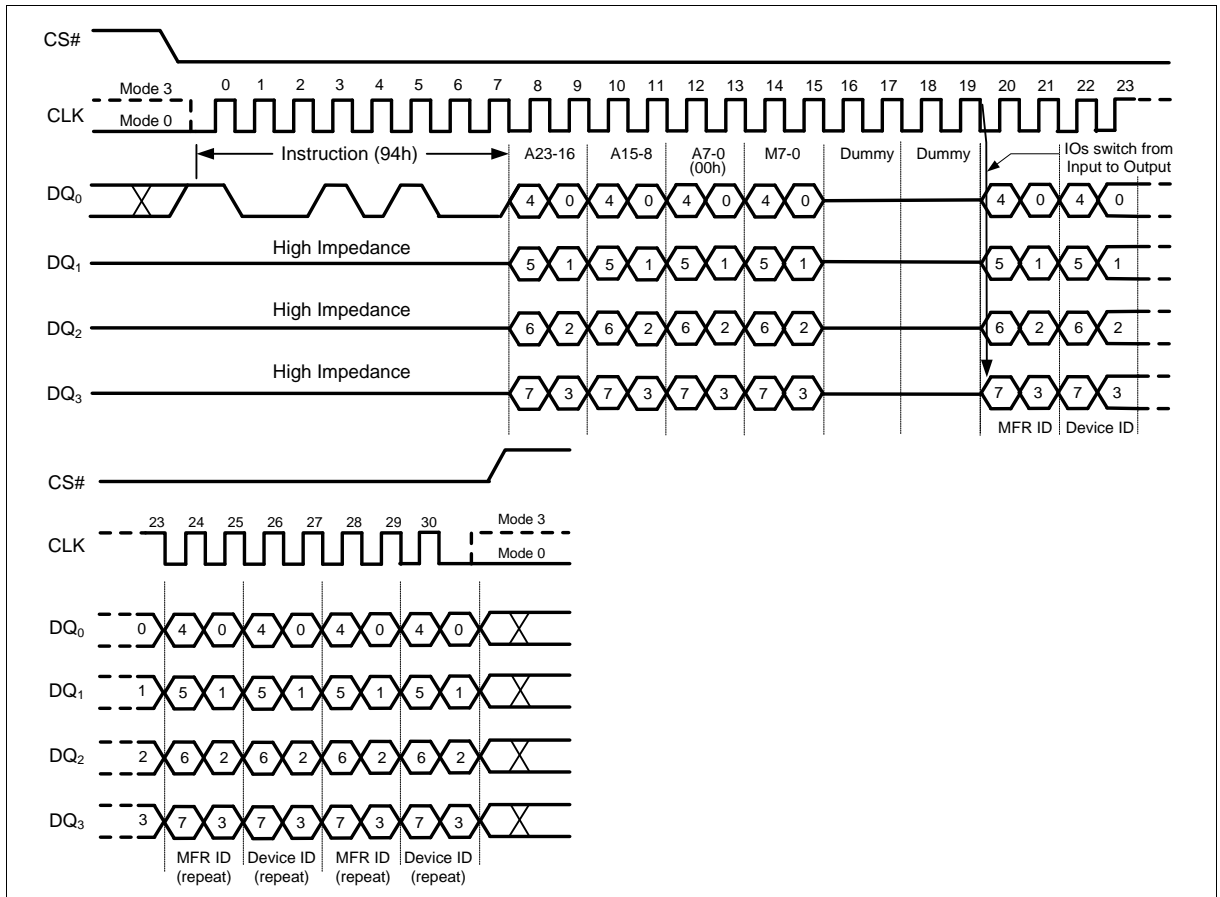 CS#
Mode 3
0 1 2 3 4 5 6 7 8 9 10 11 12 13 14 15 16 17 18 19 20 21 22 23
CLK
Mode 0
Instruction (94h)
A23-16 A15-8 A7-0 M7-0 Dummy Dummy
(00h)
IOs switch from
Input to Output
DQ0
4 0 4 0 4 0 4 0 4 0 4 0
High Impedance
DQ1
5 1 5 1 5 1 5 1 5 1 5 1
High Impedance
DQ2
6 2 6 2 6 2 6 2 6 2 6 2
High Impedance
DQ3
7 3 7 3 7 3 7 3 7 3 7 3
MFR ID Device ID
CS#
23 24 25 26 27 28 29 30
Mode 3
CLK
Mode 0
DQ0 0 4 0 4 0 4 0 4 0
DQ1 1 5 1 5 1 5 1 5 1
DQ2 2 6 2 6 2 6 2 6 2
DQ3 3 7 3 7 3 7 3 7 3
MFR ID Device ID MFR ID Device ID
(repeat) (repeat) (repeat) (repeat)